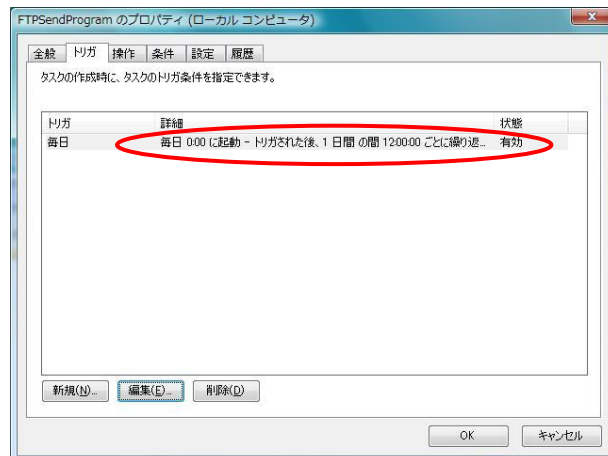 FTPSendProgram のプロパティ (ローカル コンピュータ)
全般 トリガ 操作 条件 設定 履歴
タスクの作成時に、タスクのトリガ条件を指定できます。
トリガ 詳細 状態
毎日 毎日 0:00 に起動 - トリガされた後、1 日間 の間 12:00:00 ごとに繰り返... 有効
新規(N)... 編集(E)... 削除(D)
OK キャンセル